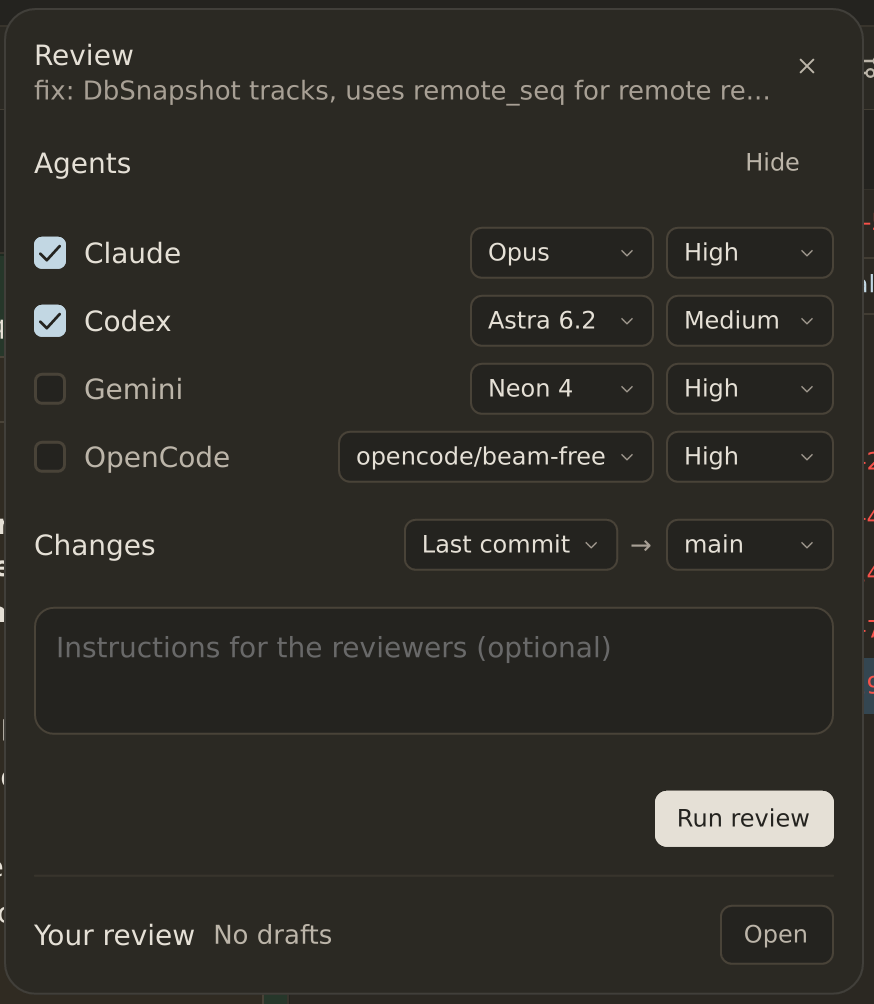 Review
fix: DbSnapshot tracks, uses remote_seq for remote re...
Agents
Hide
Claude
Opus
High
Codex
Astra 6.2
Medium
Gemini
Neon 4
High
OpenCode
opencode/beam-free
High
Changes
Last commit
→
main
Instructions for the reviewers (optional)
Run review
Your review
No drafts
Open